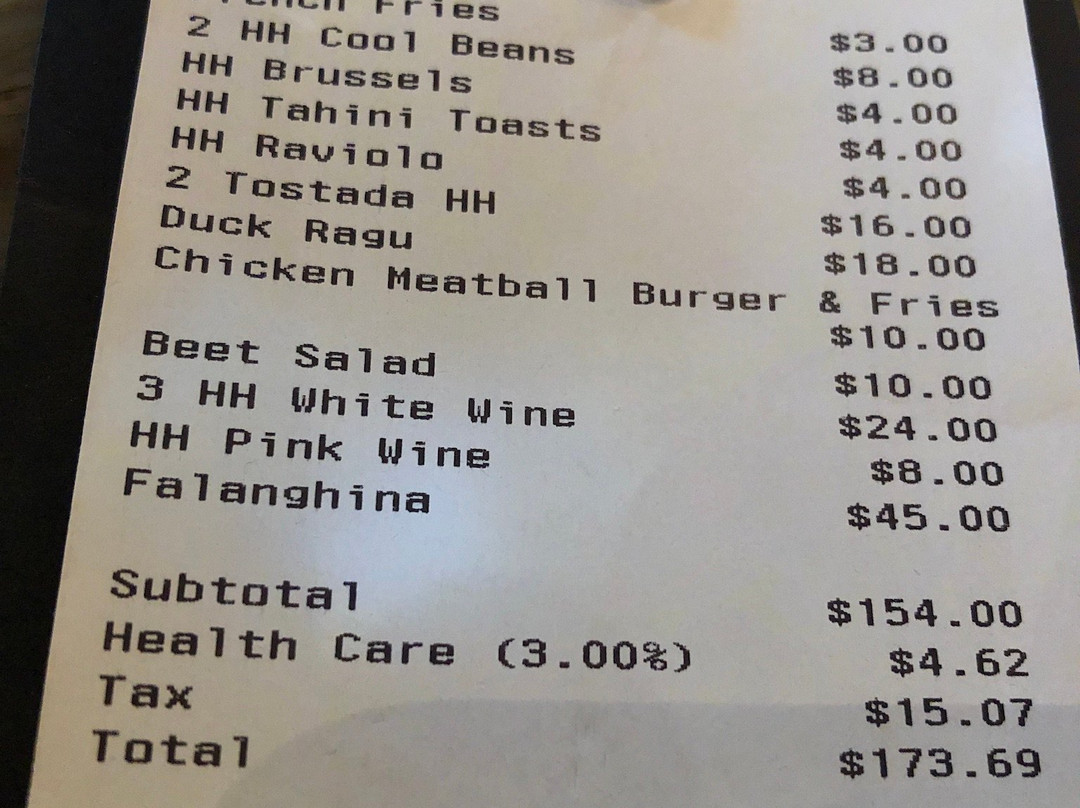 Fries $3.00
2 HH Cool Beans $8.00
HH Brussels $4.00
HH Tahini Toasts $4.00
HH Raviolo $4.00
2 Tostada HH $16.00
Duck Ragu $18.00
Chicken Meatball Burger & Fries
$10.00
Beet Salad $10.00
3 HH White Wine $24.00
HH Pink Wine $8.00
Falanghina $45.00
Subtotal $154.00
Health Care (3.00%) $4.62
Tax $15.07
Total $173.69